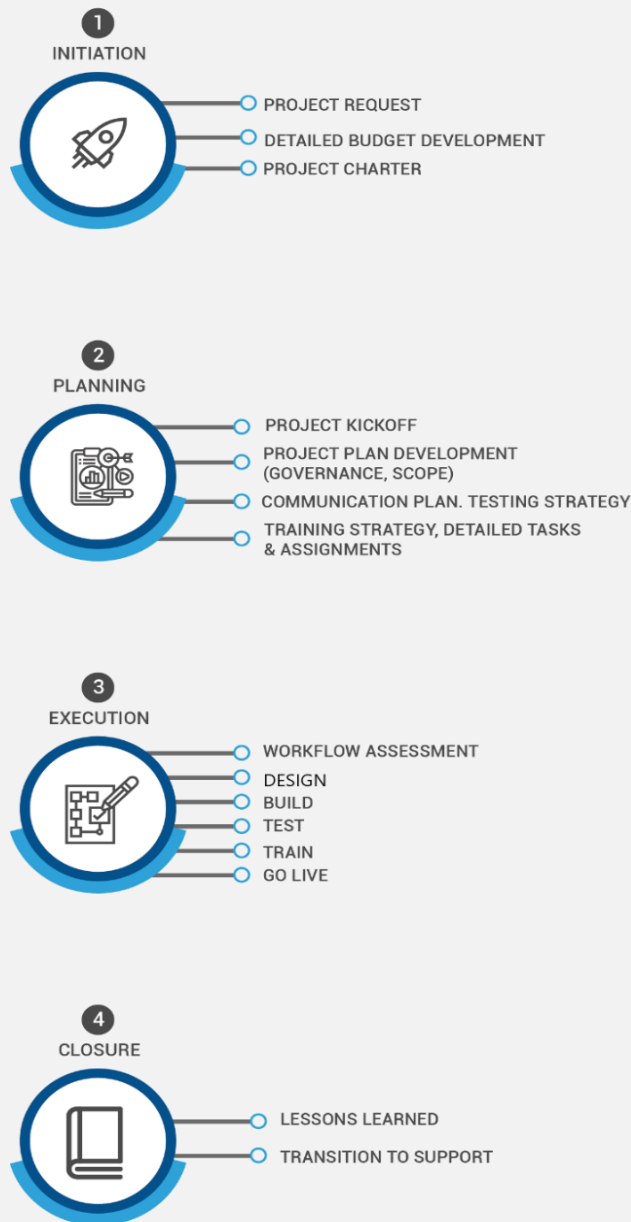 1
INITIATION
PROJECT REQUEST
DETAILED BUDGET DEVELOPMENT
PROJECT CHARTER
2
PLANNING
PROJECT KICKOFF
PROJECT PLAN DEVELOPMENT
(GOVERNANCE, SCOPE)
COMMUNICATION PLAN. TESTING STRATEGY
TRAINING STRATEGY, DETAILED TASKS
& ASSIGNMENTS
3
EXECUTION
WORKFLOW ASSESSMENT
DESIGN
BUILD
TEST
TRAIN
GO LIVE
4
CLOSURE
LESSONS LEARNED
TRANSITION TO SUPPORT